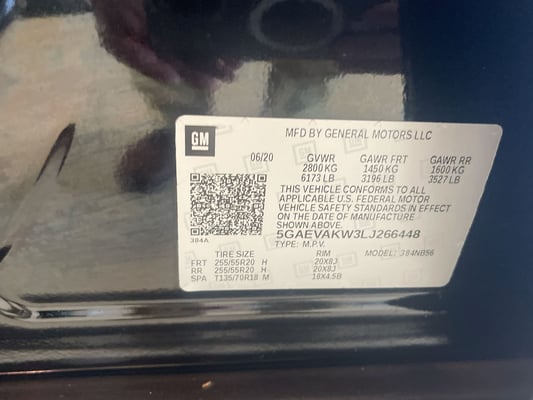 GM
MFD BY GENERAL MOTORS LLC
06/20 GVWR GAWR FRT GAWR RR
2800 KG 1450 KG 1600 KG
6173 LB 3196 LB 3527 LB
THIS VEHICLE CONFORMS TO ALL
APPLICABLE U.S. FEDERAL MOTOR
VEHICLE SAFETY STANDARDS IN EFFECT
ON THE DATE OF MANUFACTURE
SHOWN ABOVE.
384A 5GAEVAKW3LJ266448
TYPE: M.P.V. MODEL: 384NB56
TIRE SIZE RIM
FRT 255/55R20 H 20X8J
RR 255/55R20 H 20X8J
SPA T135/70R18 M 18X4.5B